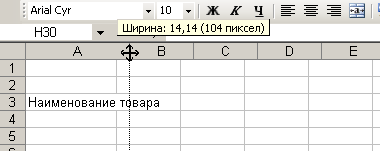 Arial Cyr 10 Ж К Ч
H30 Ширина: 14,14 (104 пиксел)
A B C D E
1
2
3 Наименование товара
4
5
6